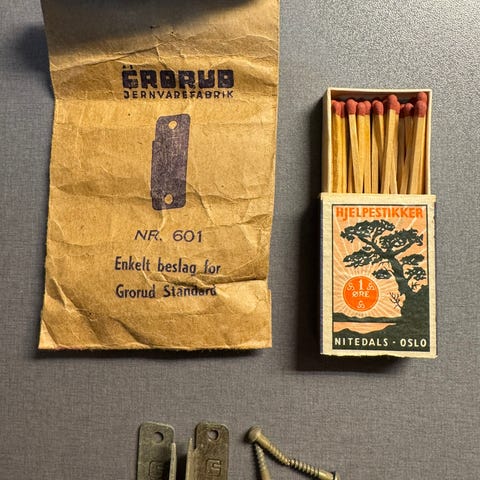 GRORUD
JERNVAREFABRIK
NR. 601
Enkelt beslag for
Grorud Standard
HJELPESTIKKER
1
ØRE
NITEDALS - OSLO